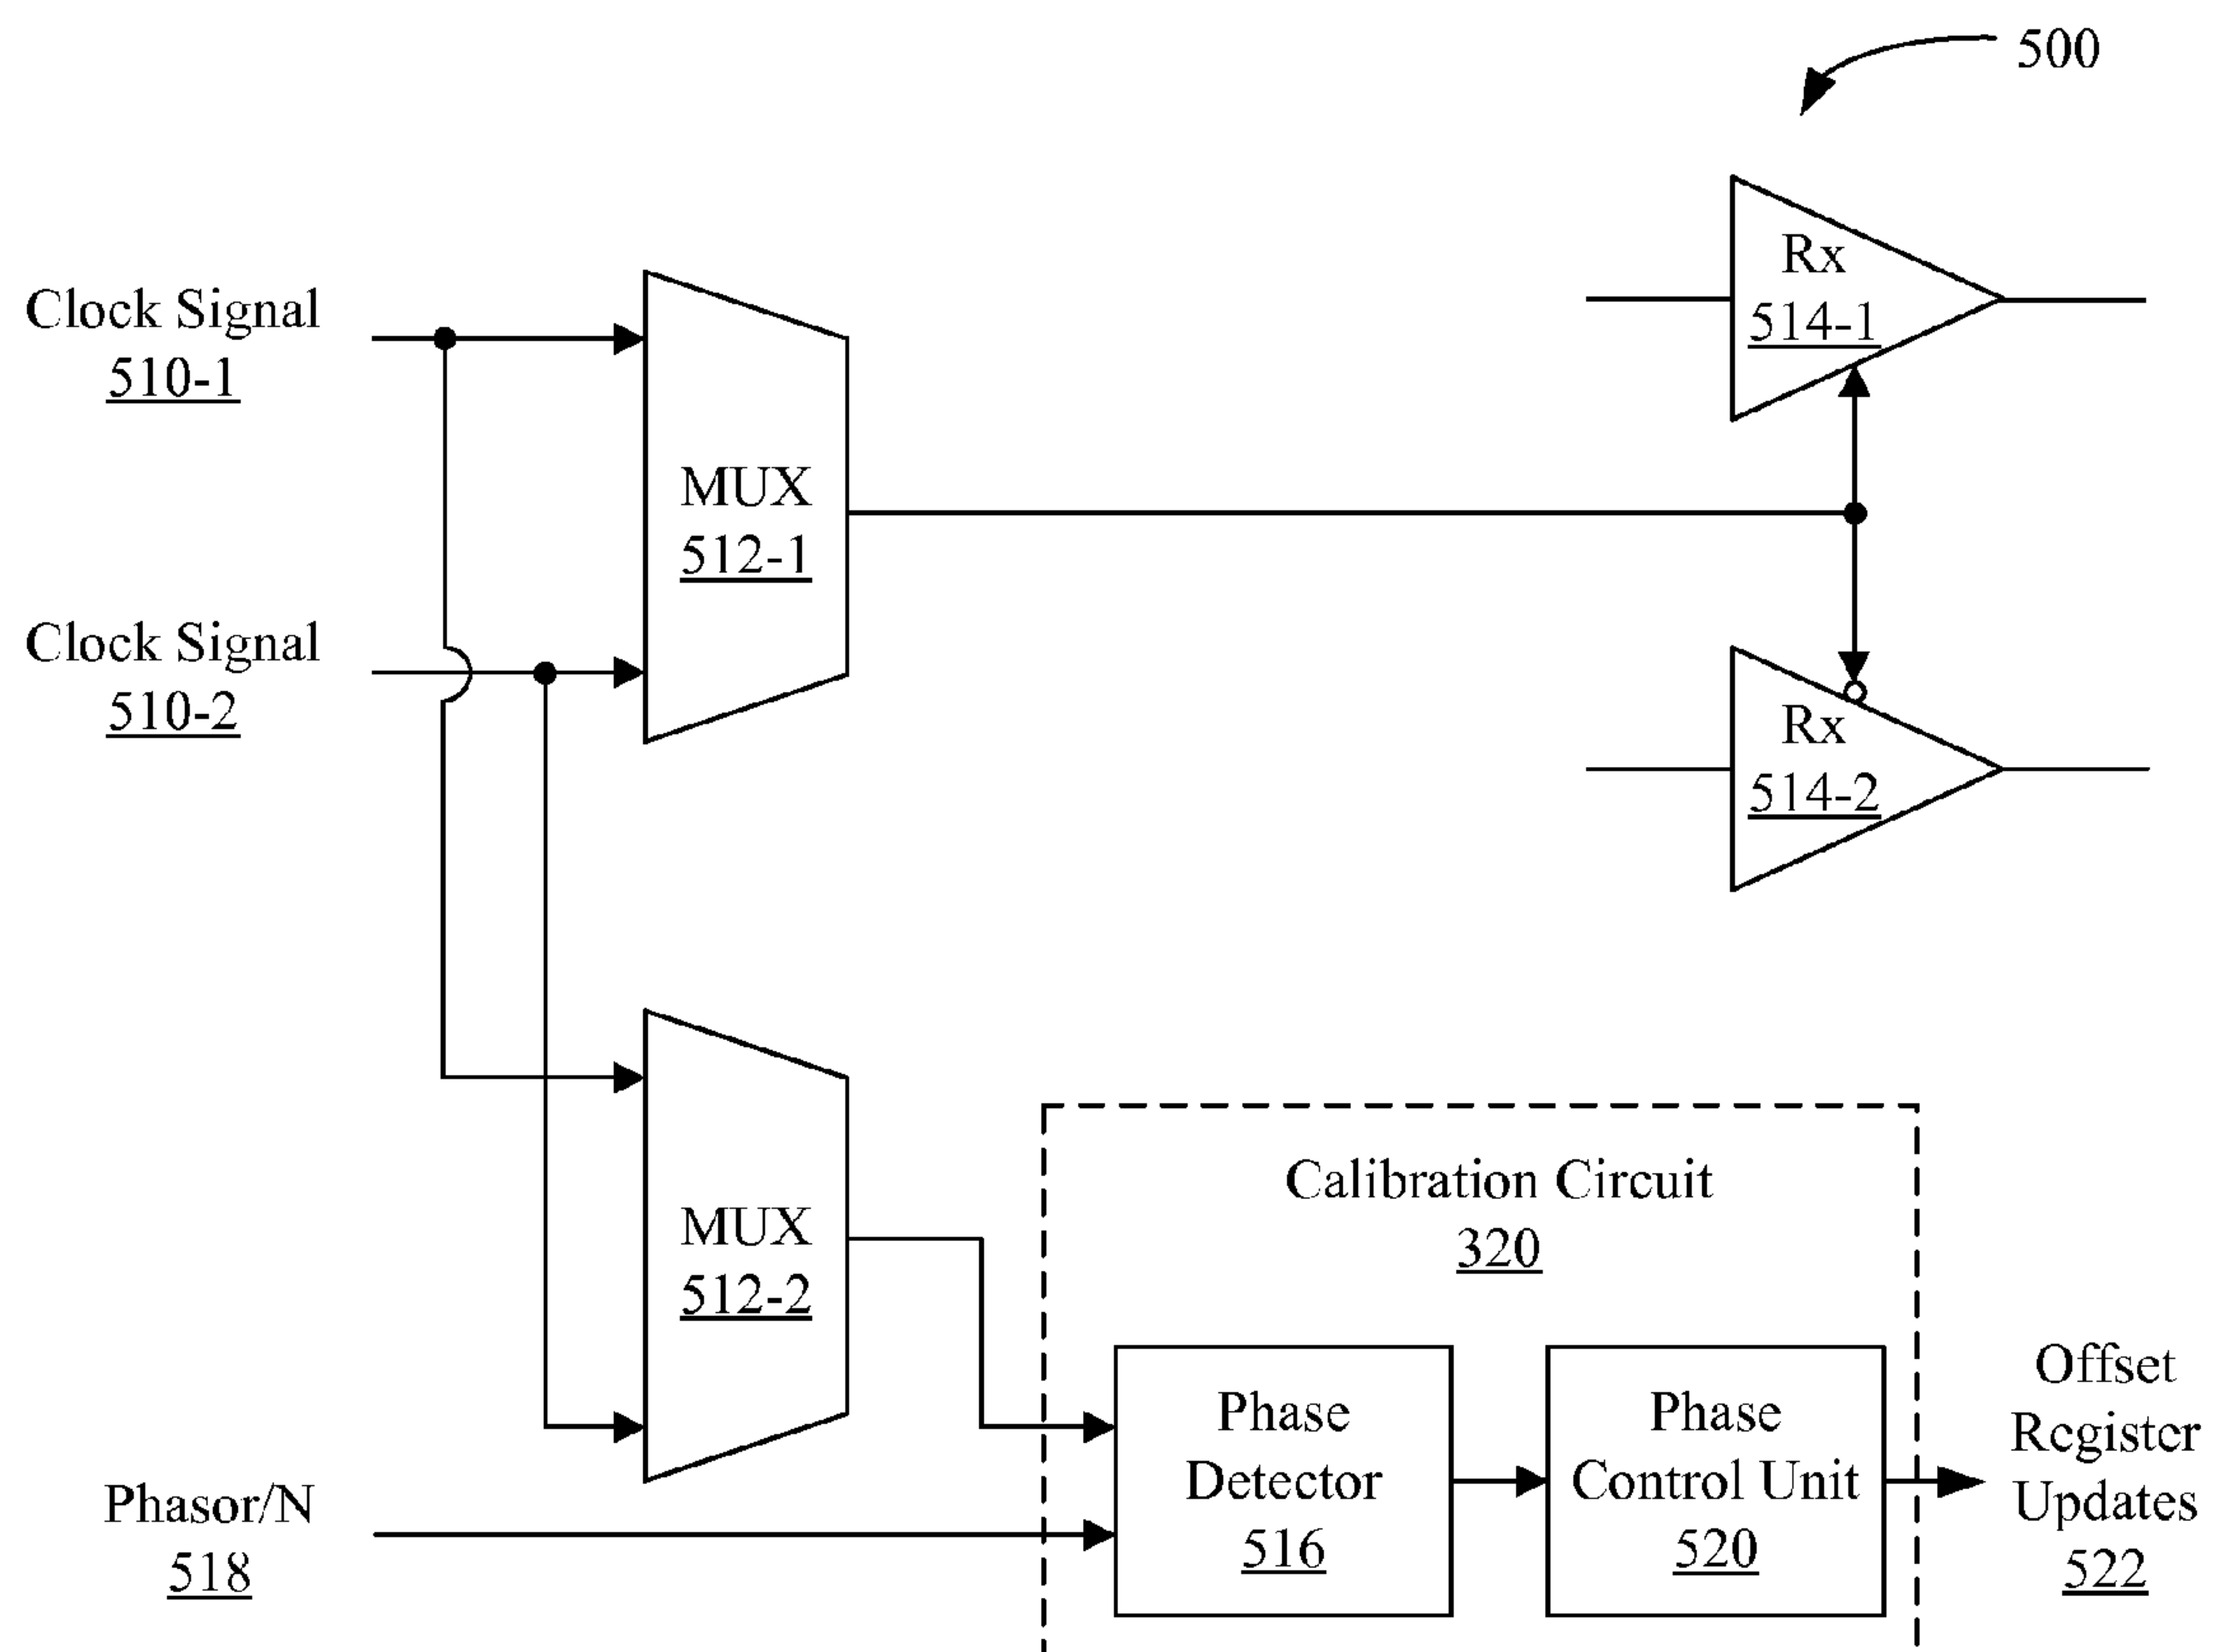 500
Rx
514-1
Clock Signal
510-1
MUX
512-1
Clock Signal
510-2
Rx
514-2
Calibration Circuit
320
MUX
512-2
Phase
Detector
516
Phase
Control Unit
520
Offset
Register
Updates
522
Phasor/N
518